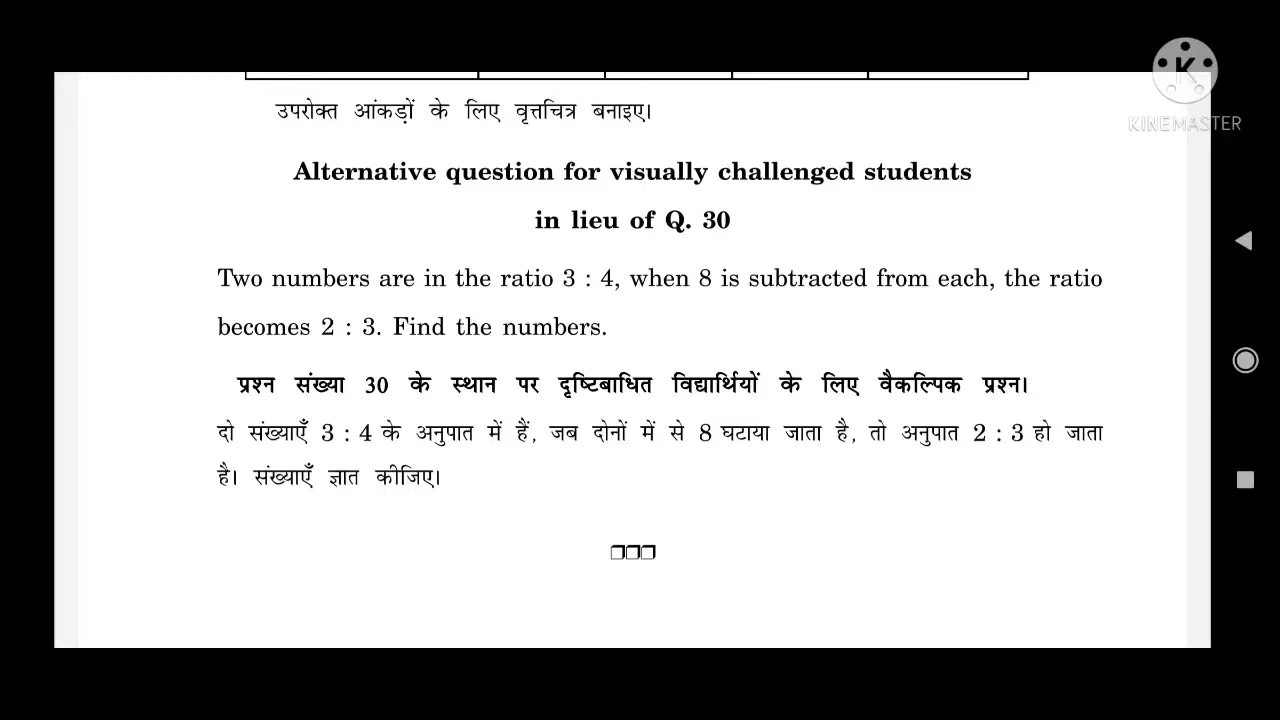 उपरोक्त आंकड़ों के लिए वृत्तचित्र बनाइए।
Alternative question for visually challenged students
in lieu of Q. 30
Two numbers are in the ratio 3 : 4, when 8 is subtracted from each, the ratio
becomes 2 : 3. Find the numbers.
प्रश्न संख्या 30 के स्थान पर दृष्टिबाधित विद्यार्थियों के लिए वैकल्पिक प्रश्न।
दो संख्याएँ 3 : 4 के अनुपात में हैं, जब दोनों में से 8 घटाया जाता है, तो अनुपात 2 : 3 हो जाता
है। संख्याएँ ज्ञात कीजिए।
K
KINEMASTER